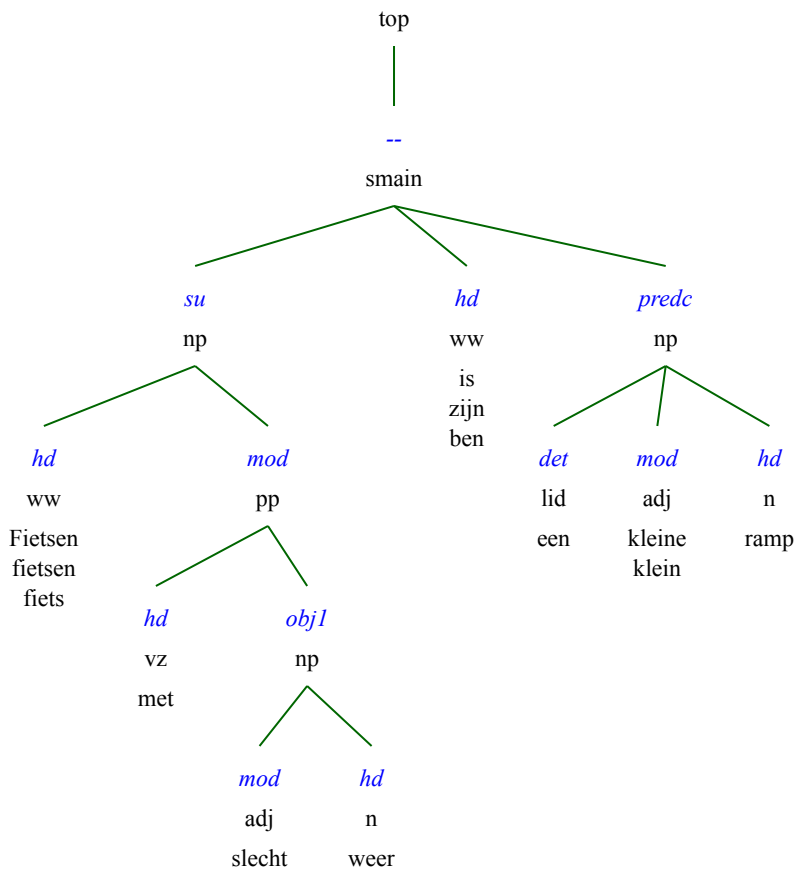 top
--
smain
su hd predc
np ww np
is
zijn
ben
hd mod det mod hd
ww pp lid adj n
Fietsen een kleine ramp
fietsen klein
fiets
hd obj1
vz np
met
mod hd
adj n
slecht weer